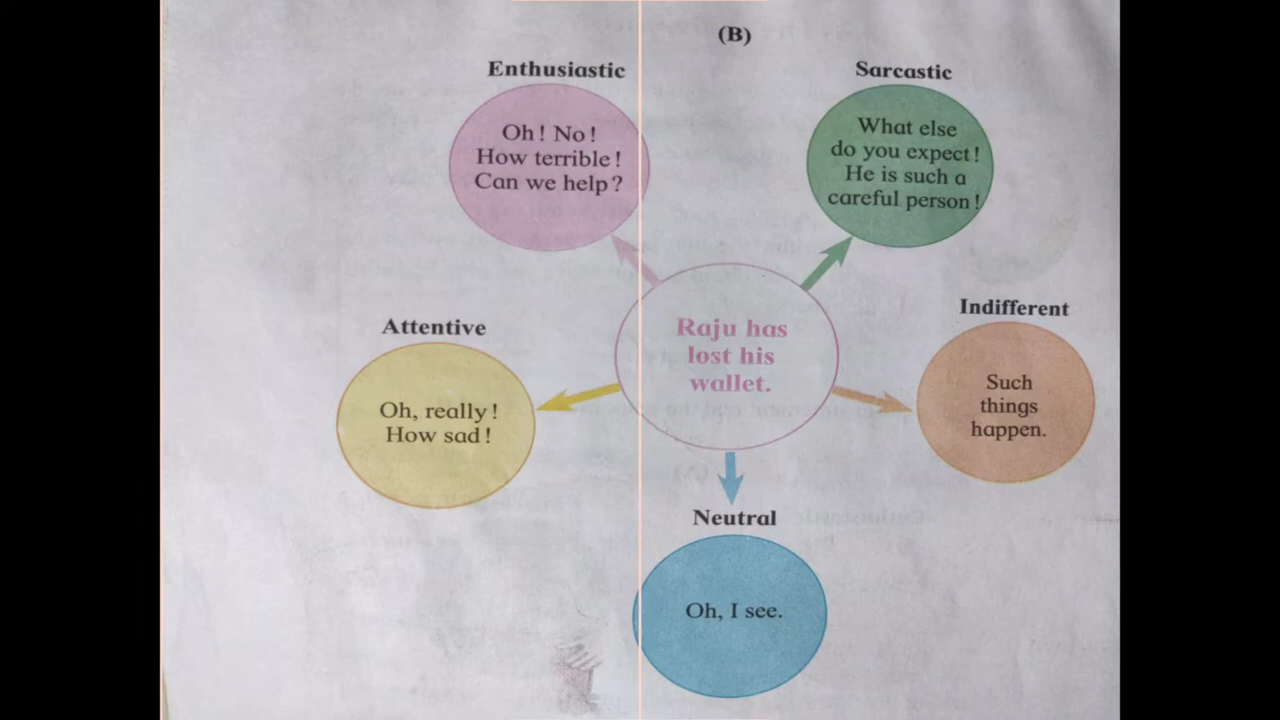 (B)
Enthusiastic
Oh! No!
How terrible!
Can we help?
Sarcastic
What else
do you expect!
He is such a
careful person!
Attentive
Oh, really!
How sad!
Raju has
lost his
wallet.
Indifferent
Such
things
happen.
Neutral
Oh, I see.